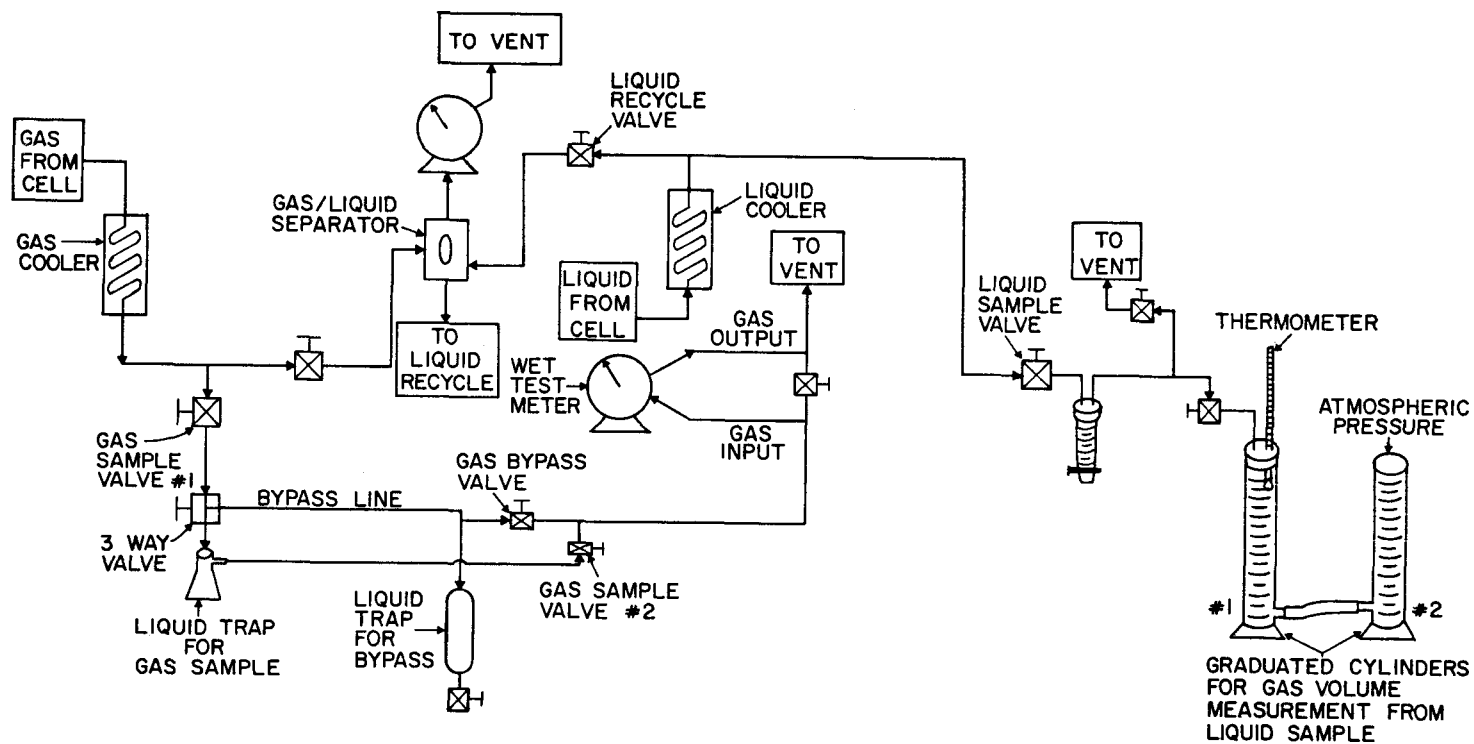 TO VENT
LIQUID
RECYCLE
VALVE
GAS
FROM
CELL
GAS/LIQUID
SEPARATOR
LIQUID
COOLER
GAS
COOLER
TO
VENT
TO
VENT
LIQUID
FROM
CELL
LIQUID
SAMPLE
VALVE
GAS
OUTPUT
THERMOMETER
TO
LIQUID
RECYCLE
WET
TEST
METER
ATMOSPHERIC
PRESSURE
GAS
INPUT
GAS
SAMPLE
VALVE #1
GAS BYPASS
VALVE
BYPASS LINE
3 WAY
VALVE
GAS SAMPLE
VALVE #2
LIQUID
TRAP
FOR
BYPASS
#1
#2
LIQUID TRAP
FOR
GAS SAMPLE
GRADUATED CYLINDERS
FOR GAS VOLUME
MEASUREMENT FROM
LIQUID SAMPLE